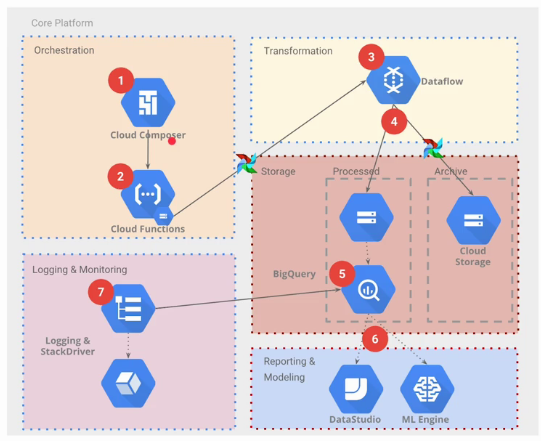 Core Platform
Orchestration
1
Cloud Composer
2
Cloud Functions
Transformation
3
Dataflow
4
Storage
Processed
Archive
Cloud
Storage
BigQuery
5
Logging & Monitoring
7
Logging &
StackDriver
6
Reporting &
Modeling
DataStudio
ML Engine